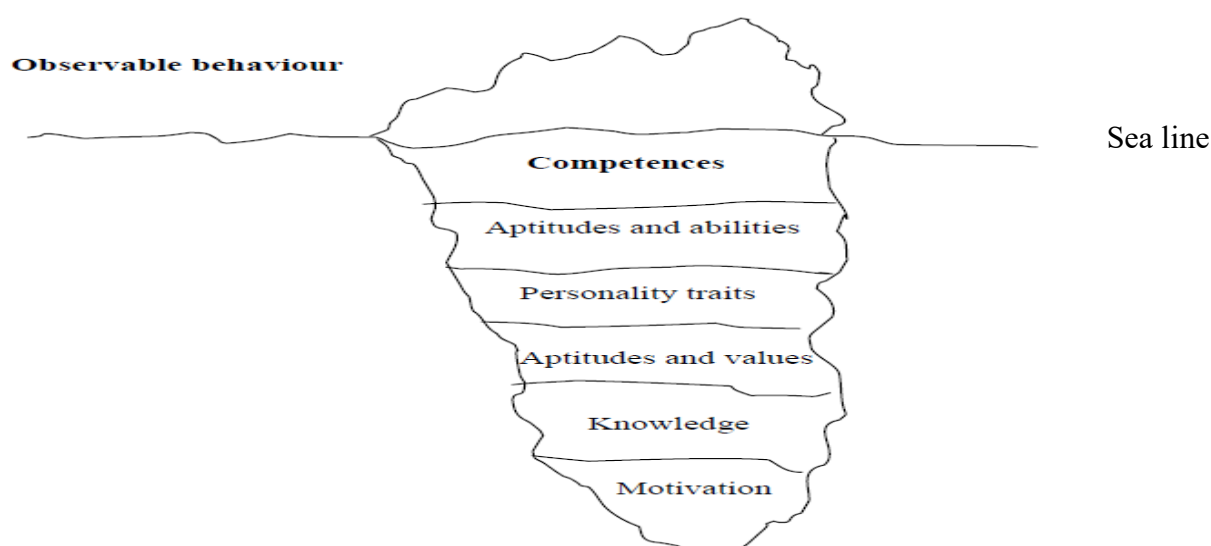 Observable behaviour
Sea line
Competences
Aptitudes and abilities
Personality traits
Aptitudes and values
Knowledge
Motivation